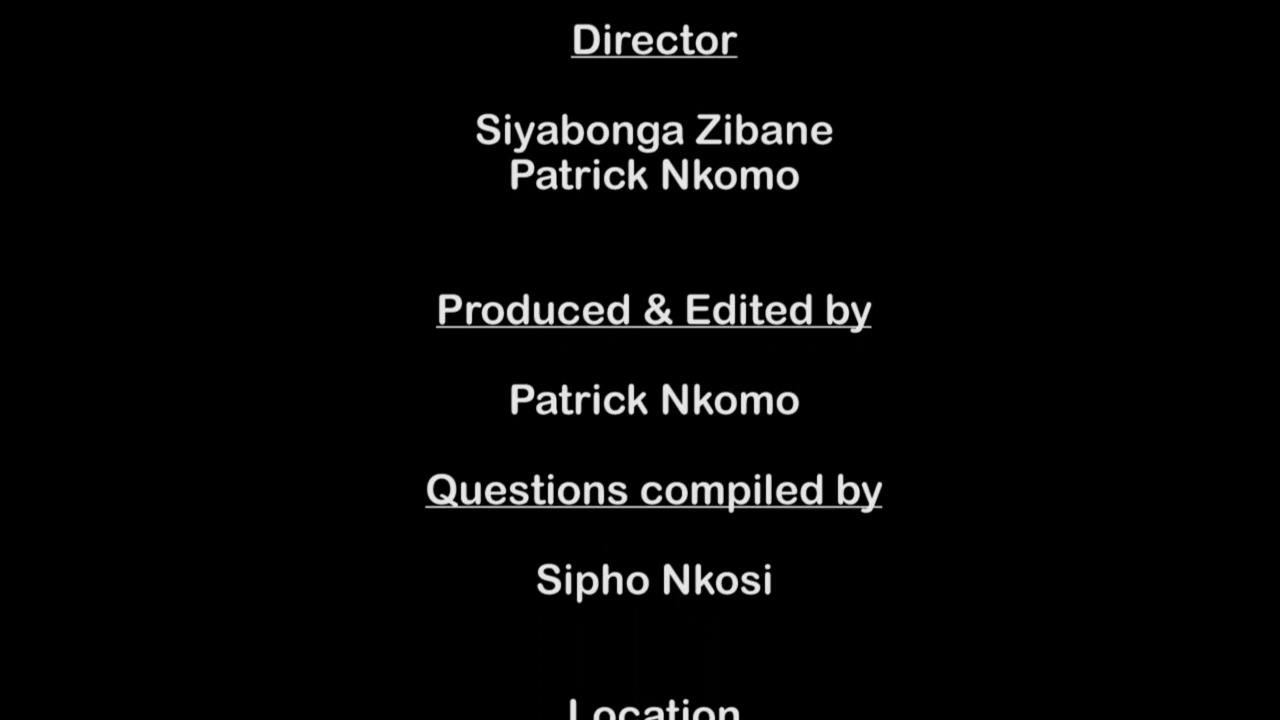 Director
Siyabonga Zibane
Patrick Nkomo
Produced & Edited by
Patrick Nkomo
Questions compiled by
Sipho Nkosi
Location